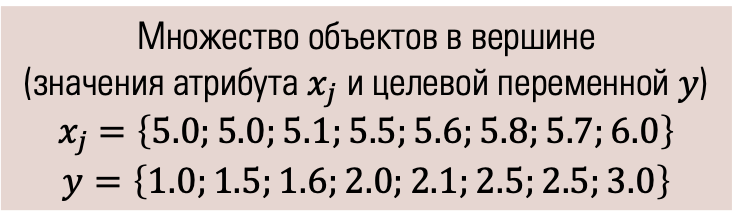 Множество объектов в вершине
(значения атрибута xⱼ и целевой переменной y)
xⱼ = {5.0; 5.0; 5.1; 5.5; 5.6; 5.8; 5.7; 6.0}
y = {1.0; 1.5; 1.6; 2.0; 2.1; 2.5; 2.5; 3.0}